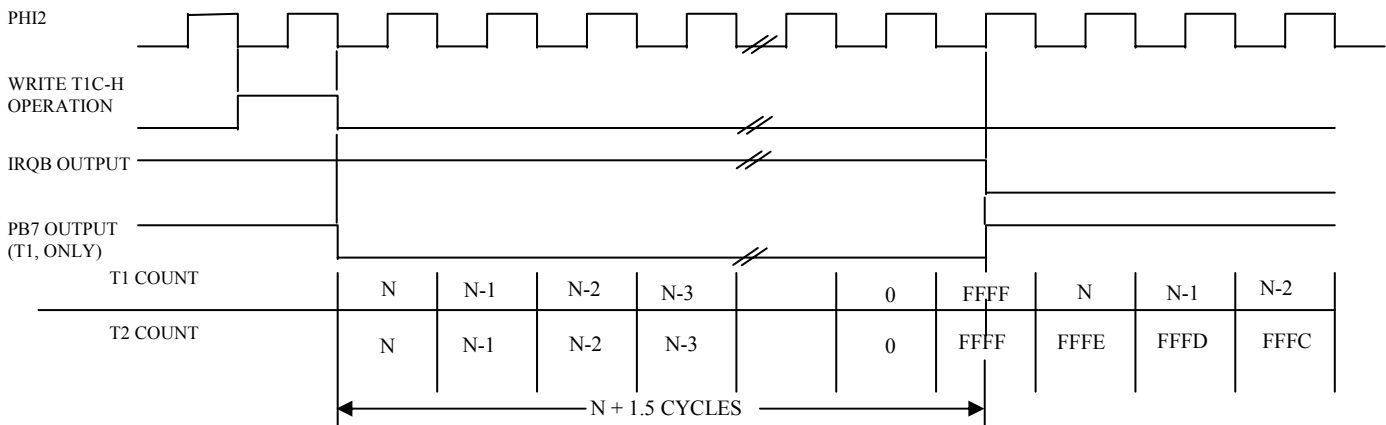 PHI2
WRITE T1C-H
OPERATION
IRQB OUTPUT
PB7 OUTPUT
(T1, ONLY)
T1 COUNT N N-1 N-2 N-3 0 FFFF N N-1 N-2
T2 COUNT N N-1 N-2 N-3 0 FFFF FFFE FFFD FFFC
N + 1.5 CYCLES